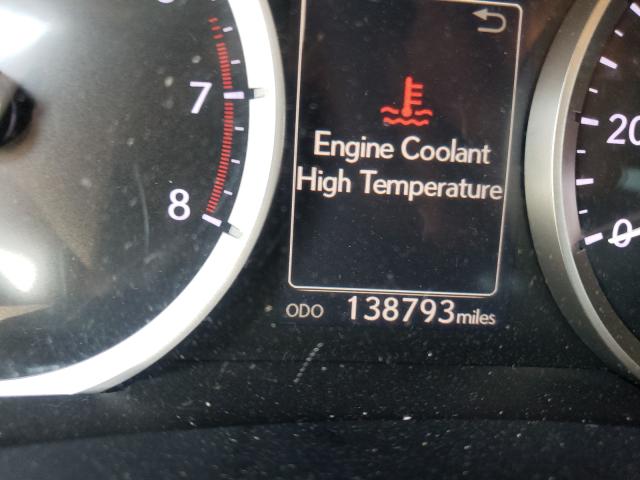 7
8
Engine Coolant
High Temperature
ODO 138793 miles
20
0